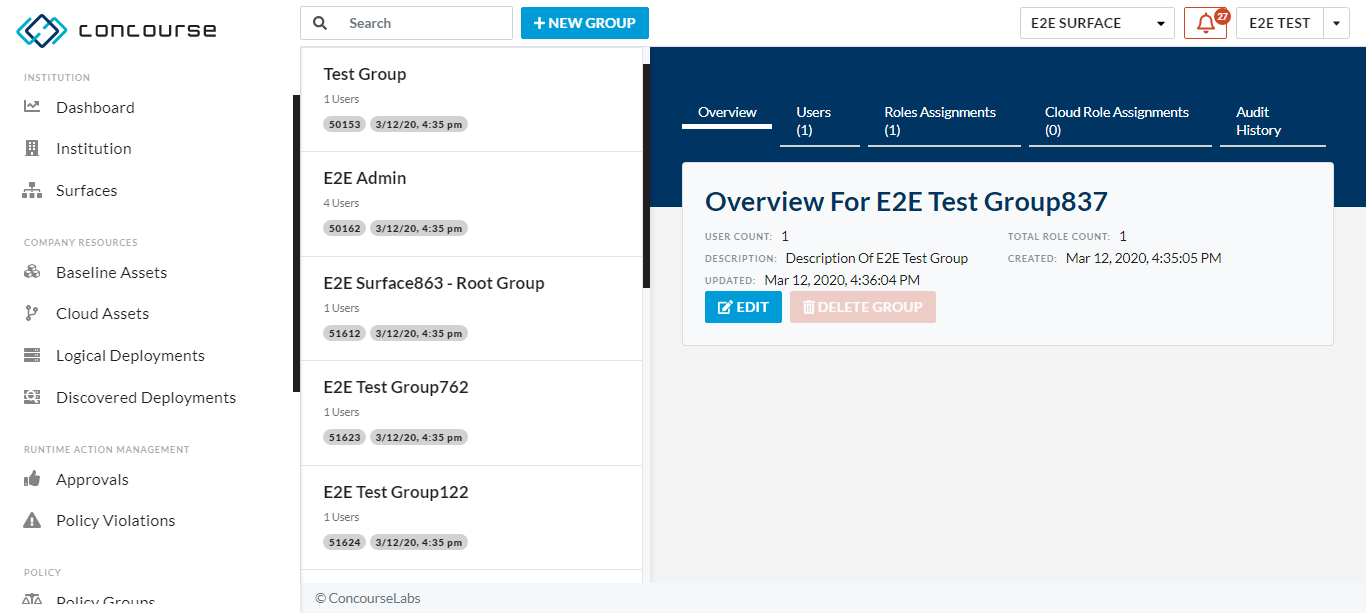 concourse
Search
+ NEW GROUP
E2E SURFACE
27
E2E TEST
INSTITUTION
Dashboard
Institution
Surfaces
COMPANY RESOURCES
Baseline Assets
Cloud Assets
Logical Deployments
Discovered Deployments
RUNTIME ACTION MANAGEMENT
Approvals
Policy Violations
POLICY
Policy Groups
Test Group
1 Users
50153 3/12/20, 4:35 pm
E2E Admin
4 Users
50162 3/12/20, 4:35 pm
E2E Surface863 - Root Group
1 Users
51612 3/12/20, 4:35 pm
E2E Test Group762
1 Users
51623 3/12/20, 4:35 pm
E2E Test Group122
1 Users
51624 3/12/20, 4:35 pm
Overview
Users
(1)
Roles Assignments
(1)
Cloud Role Assignments
(0)
Audit
History
Overview For E2E Test Group837
USER COUNT: 1
TOTAL ROLE COUNT: 1
DESCRIPTION: Description Of E2E Test Group
CREATED: Mar 12, 2020, 4:35:05 PM
UPDATED: Mar 12, 2020, 4:36:04 PM
EDIT
DELETE GROUP
© ConcourseLabs